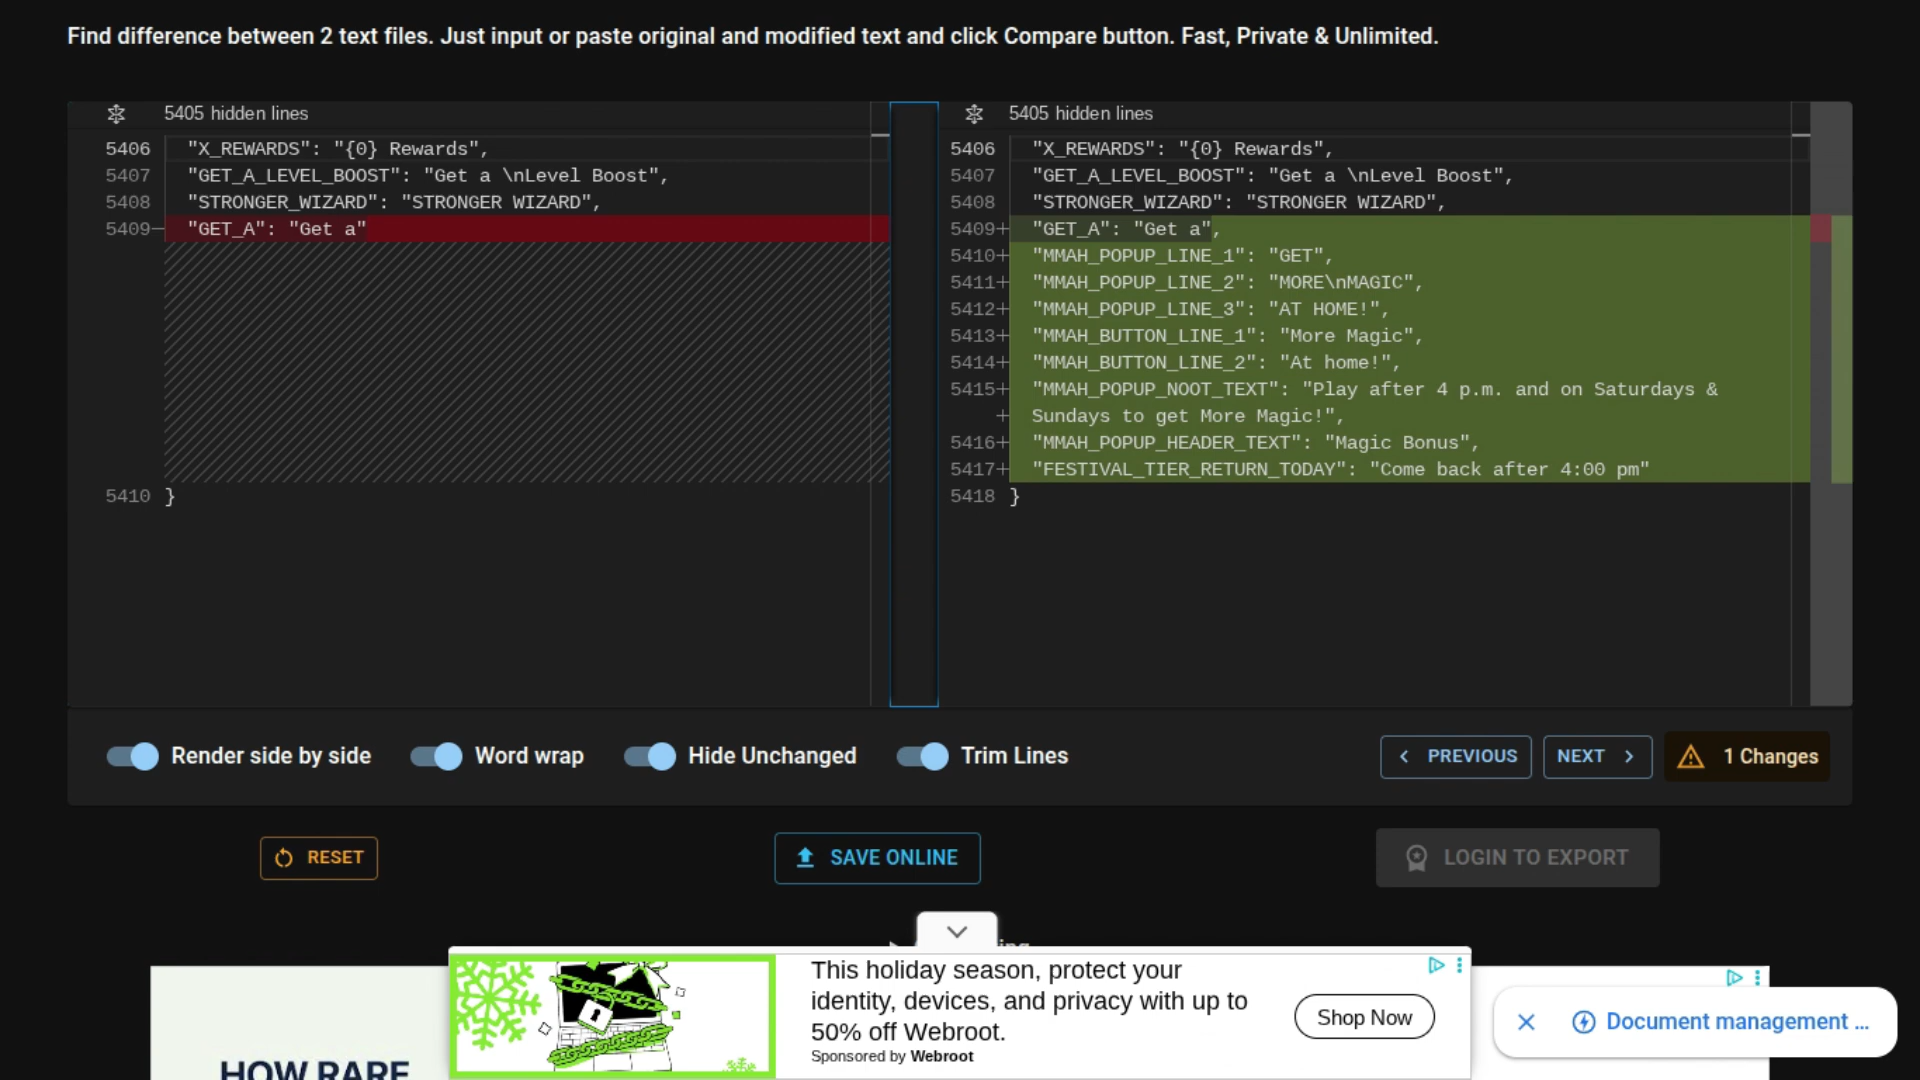 Find difference between 2 text files. Just input or paste original and modified text and click Compare button. Fast, Private & Unlimited.
5405 hidden lines
5406 "X_REWARDS": "{0} Rewards",
5407 "GET_A_LEVEL_BOOST": "Get a \nLevel Boost",
5408 "STRONGER_WIZARD": "STRONGER WIZARD",
5409— "GET_A": "Get a"
5410 }
5405 hidden lines
5406 "X_REWARDS": "{0} Rewards",
5407 "GET_A_LEVEL_BOOST": "Get a \nLevel Boost",
5408 "STRONGER_WIZARD": "STRONGER WIZARD",
5409+ "GET_A": "Get a",
5410+ "MMAH_POPUP_LINE_1": "GET",
5411+ "MMAH_POPUP_LINE_2": "MORE\nMAGIC",
5412+ "MMAH_POPUP_LINE_3": "AT HOME!",
5413+ "MMAH_BUTTON_LINE_1": "More Magic",
5414+ "MMAH_BUTTON_LINE_2": "At home!",
5415+ "MMAH_POPUP_NOOT_TEXT": "Play after 4 p.m. and on Saturdays &
+ Sundays to get More Magic!",
5416+ "MMAH_POPUP_HEADER_TEXT": "Magic Bonus",
5417+ "FESTIVAL_TIER_RETURN_TODAY": "Come back after 4:00 pm"
5418 }
Render side by side
Word wrap
Hide Unchanged
Trim Lines
PREVIOUS
NEXT
1 Changes
RESET
SAVE ONLINE
LOGIN TO EXPORT
This holiday season, protect your
identity, devices, and privacy with up to
50% off Webroot.
Sponsored by Webroot
Shop Now
Document management ...
HOW RARE